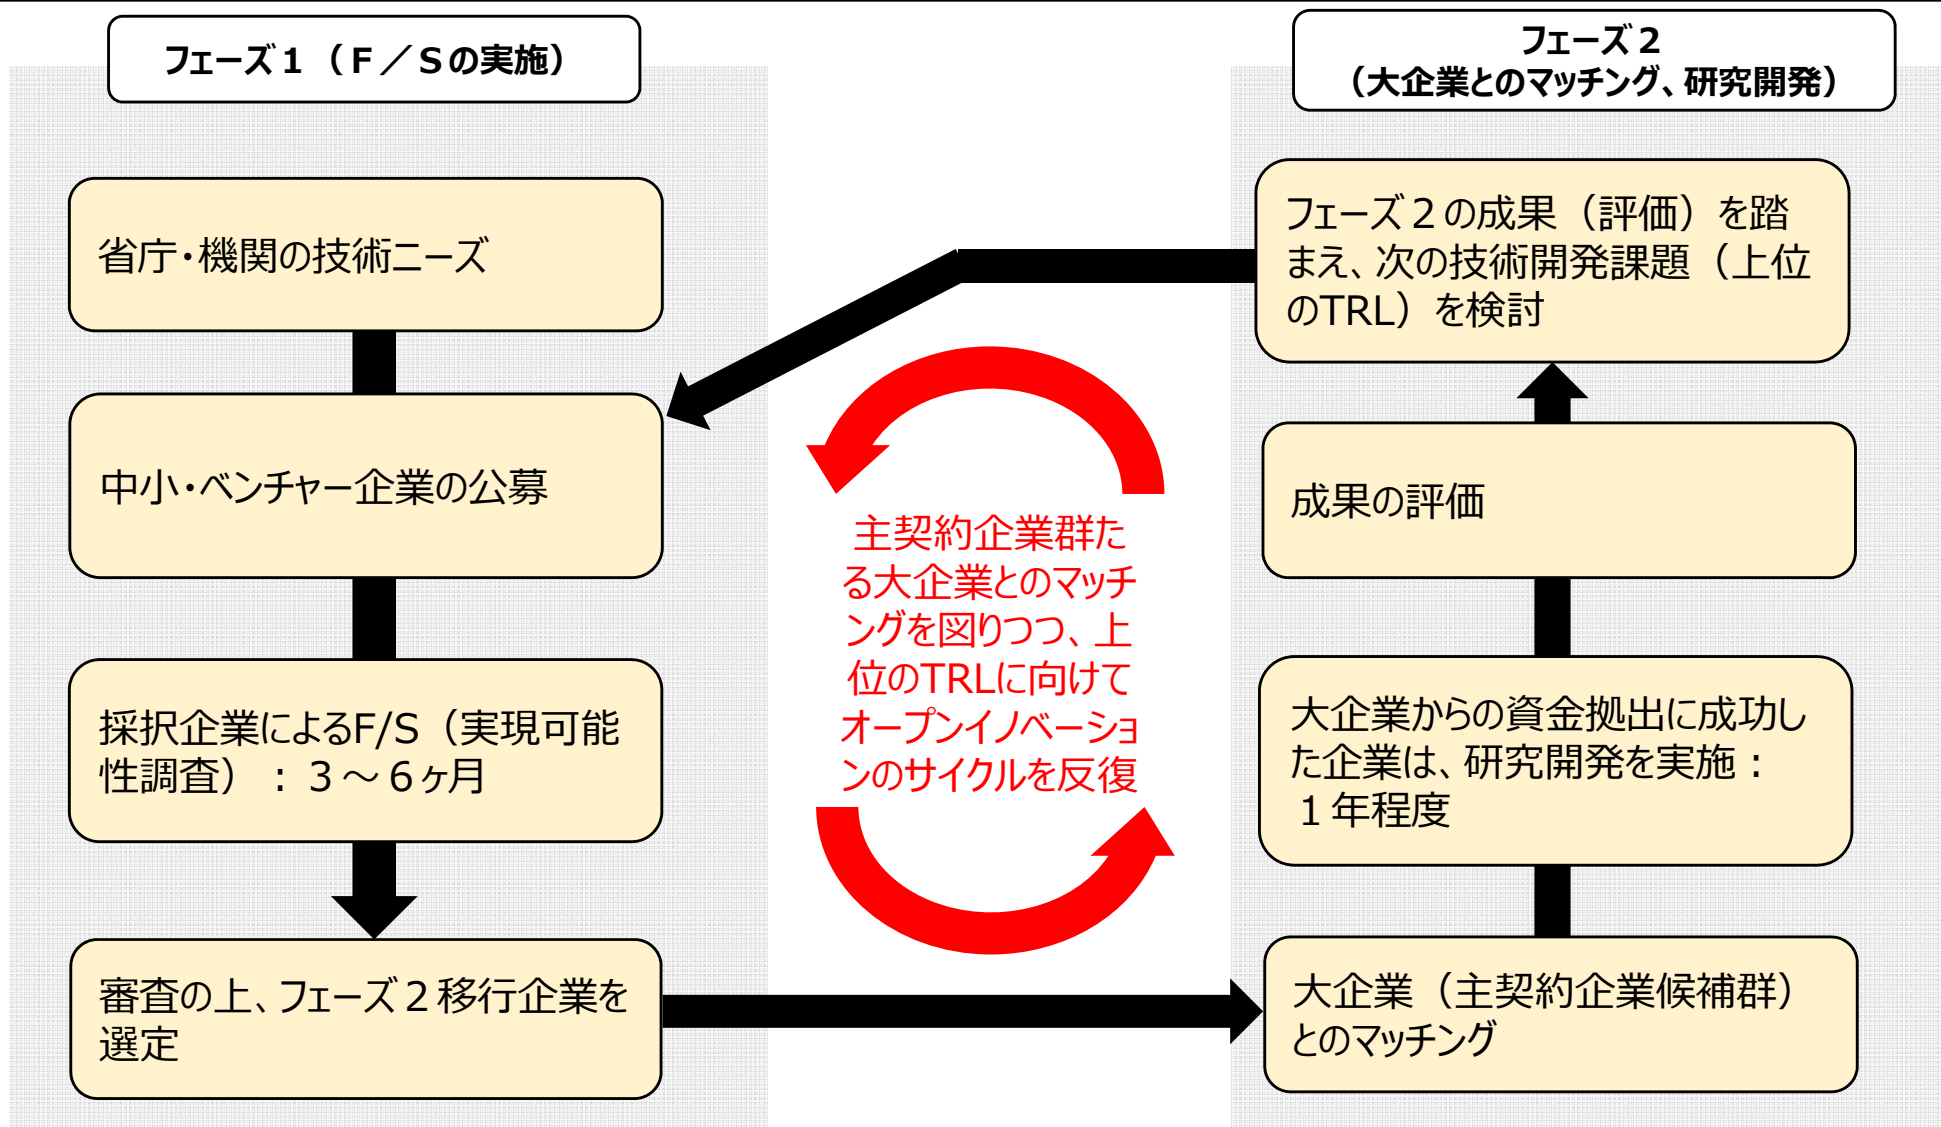 フェーズ１（Ｆ／Ｓの実施）
省庁・機関の技術ニーズ
中小・ベンチャー企業の公募
採択企業によるF/S（実現可能
性調査）：３～６ヶ月
審査の上、フェーズ２移行企業を
選定
主契約企業群た
る大企業とのマッチ
ングを図りつつ、上
位のTRLに向けて
オープンイノベーショ
ンのサイクルを反復
フェーズ２
（大企業とのマッチング、研究開発）
フェーズ２の成果（評価）を踏
まえ、次の技術開発課題（上位
のTRL）を検討
成果の評価
大企業からの資金拠出に成功し
た企業は、研究開発を実施：
１年程度
大企業（主契約企業候補群）
とのマッチング